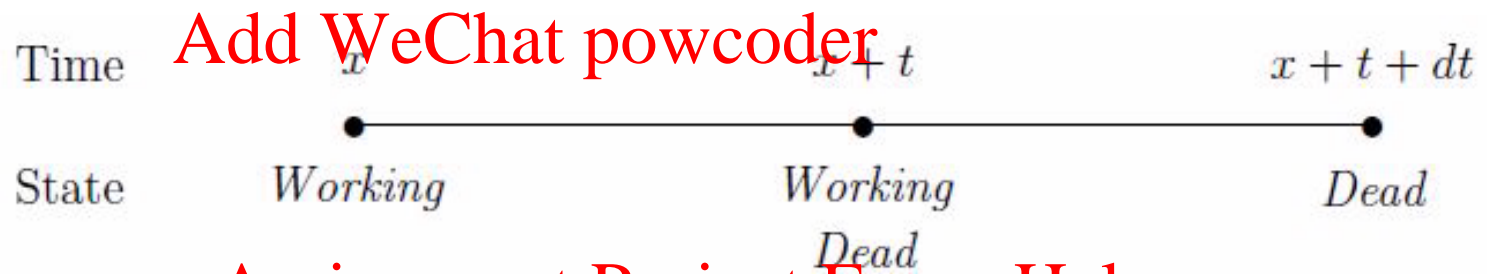 Add WeChat powcoder
Time x x + t x + t + dt
State Working Working Dead
Dead